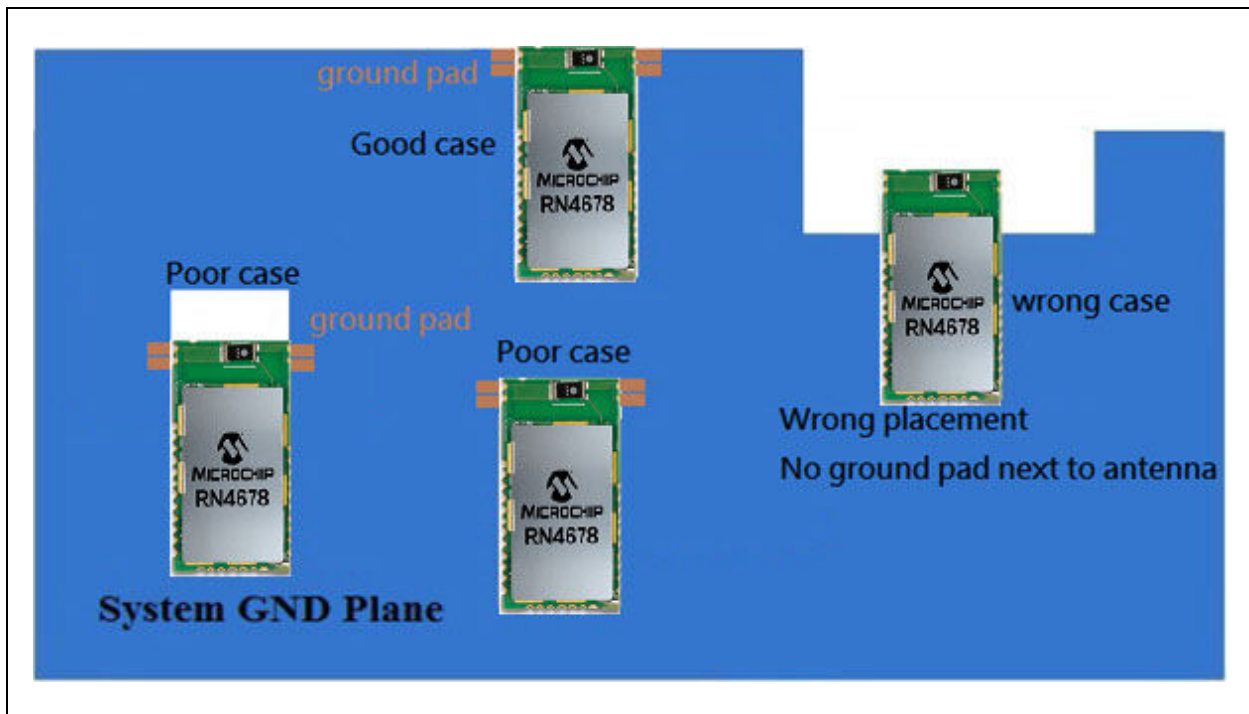 ground pad
Good case
MICROCHIP
RN4678
Poor case
ground pad
MICROCHIP
RN4678
Poor case
MICROCHIP
RN4678
MICROCHIP
RN4678
wrong case
Wrong placement
No ground pad next to antenna
System GND Plane